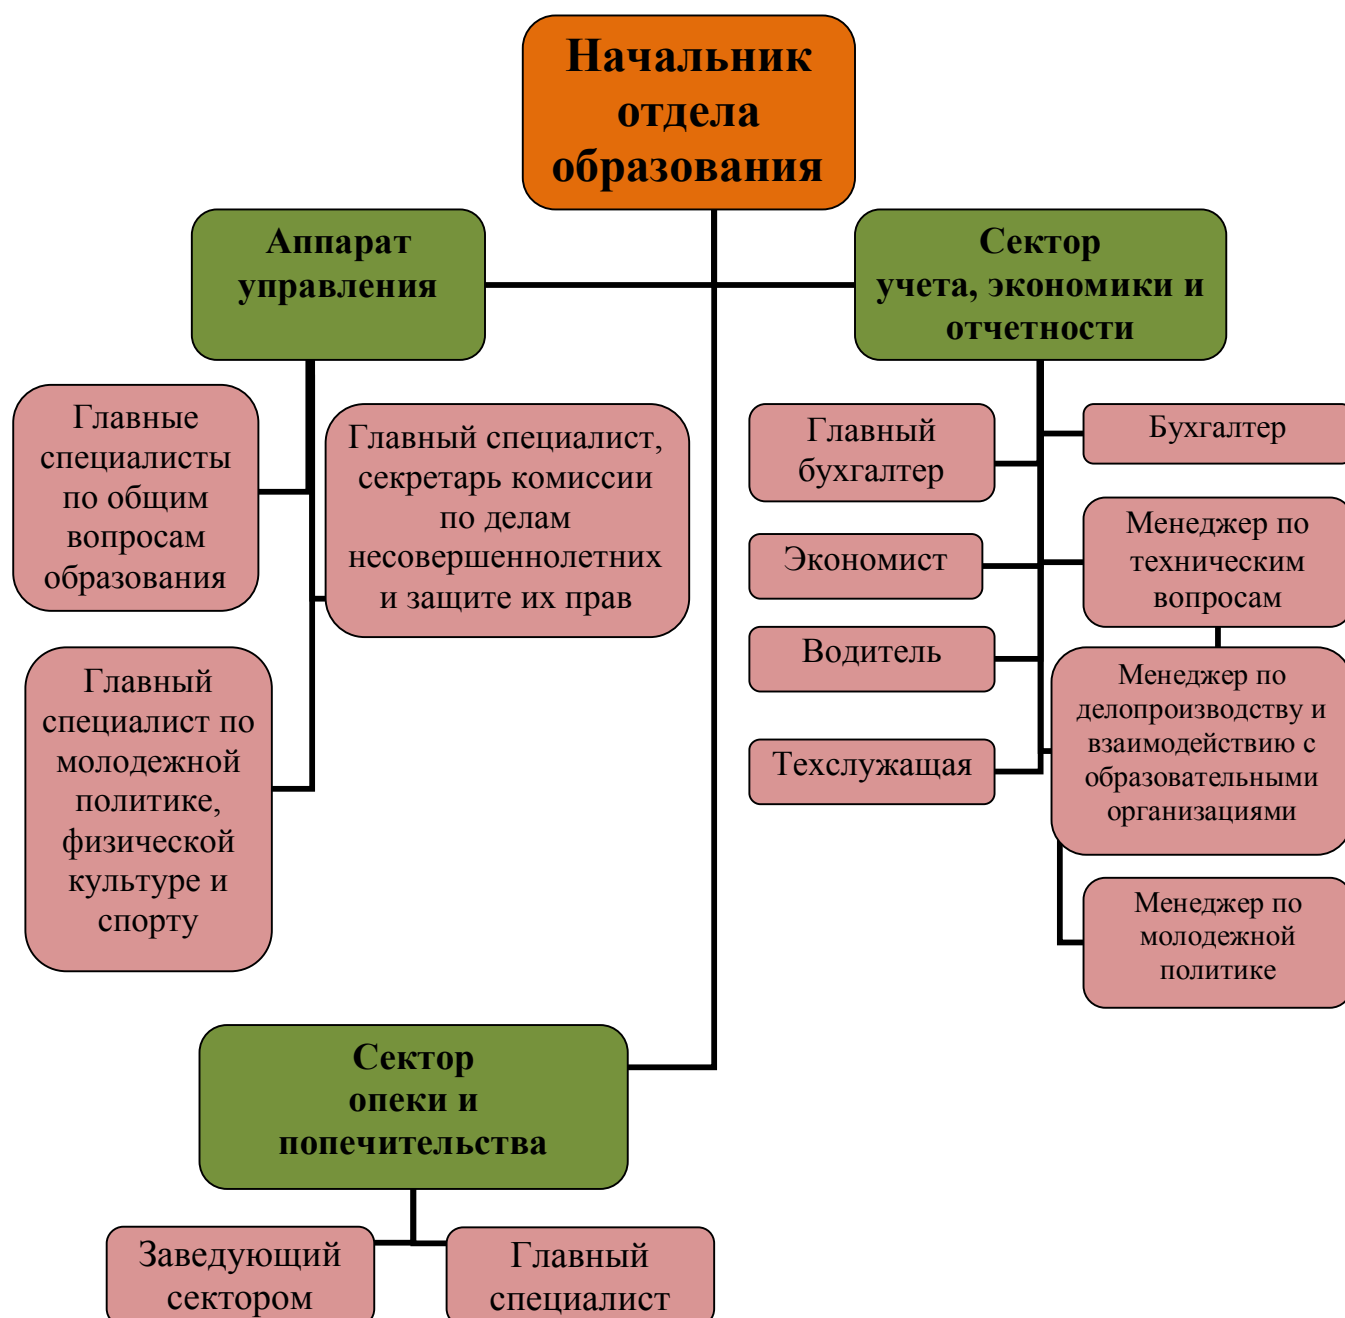 Начальник
отдела
образования
Аппарат
управления
Сектор
учета, экономики и
отчетности
Главные
специалисты
по общим
вопросам
образования
Главный специалист,
секретарь комиссии
по делам
несовершеннолетних
и защите их прав
Главный
специалист по
молодежной
политике,
физической
культуре и
спорту
Главный
бухгалтер
Бухгалтер
Экономист
Менеджер по
техническим
вопросам
Водитель
Менеджер по
делопроизводству и
взаимодействию с
образовательными
организациями
Техслужащая
Менеджер по
молодежной
политике
Сектор
опеки и
попечительства
Заведующий
сектором
Главный
специалист